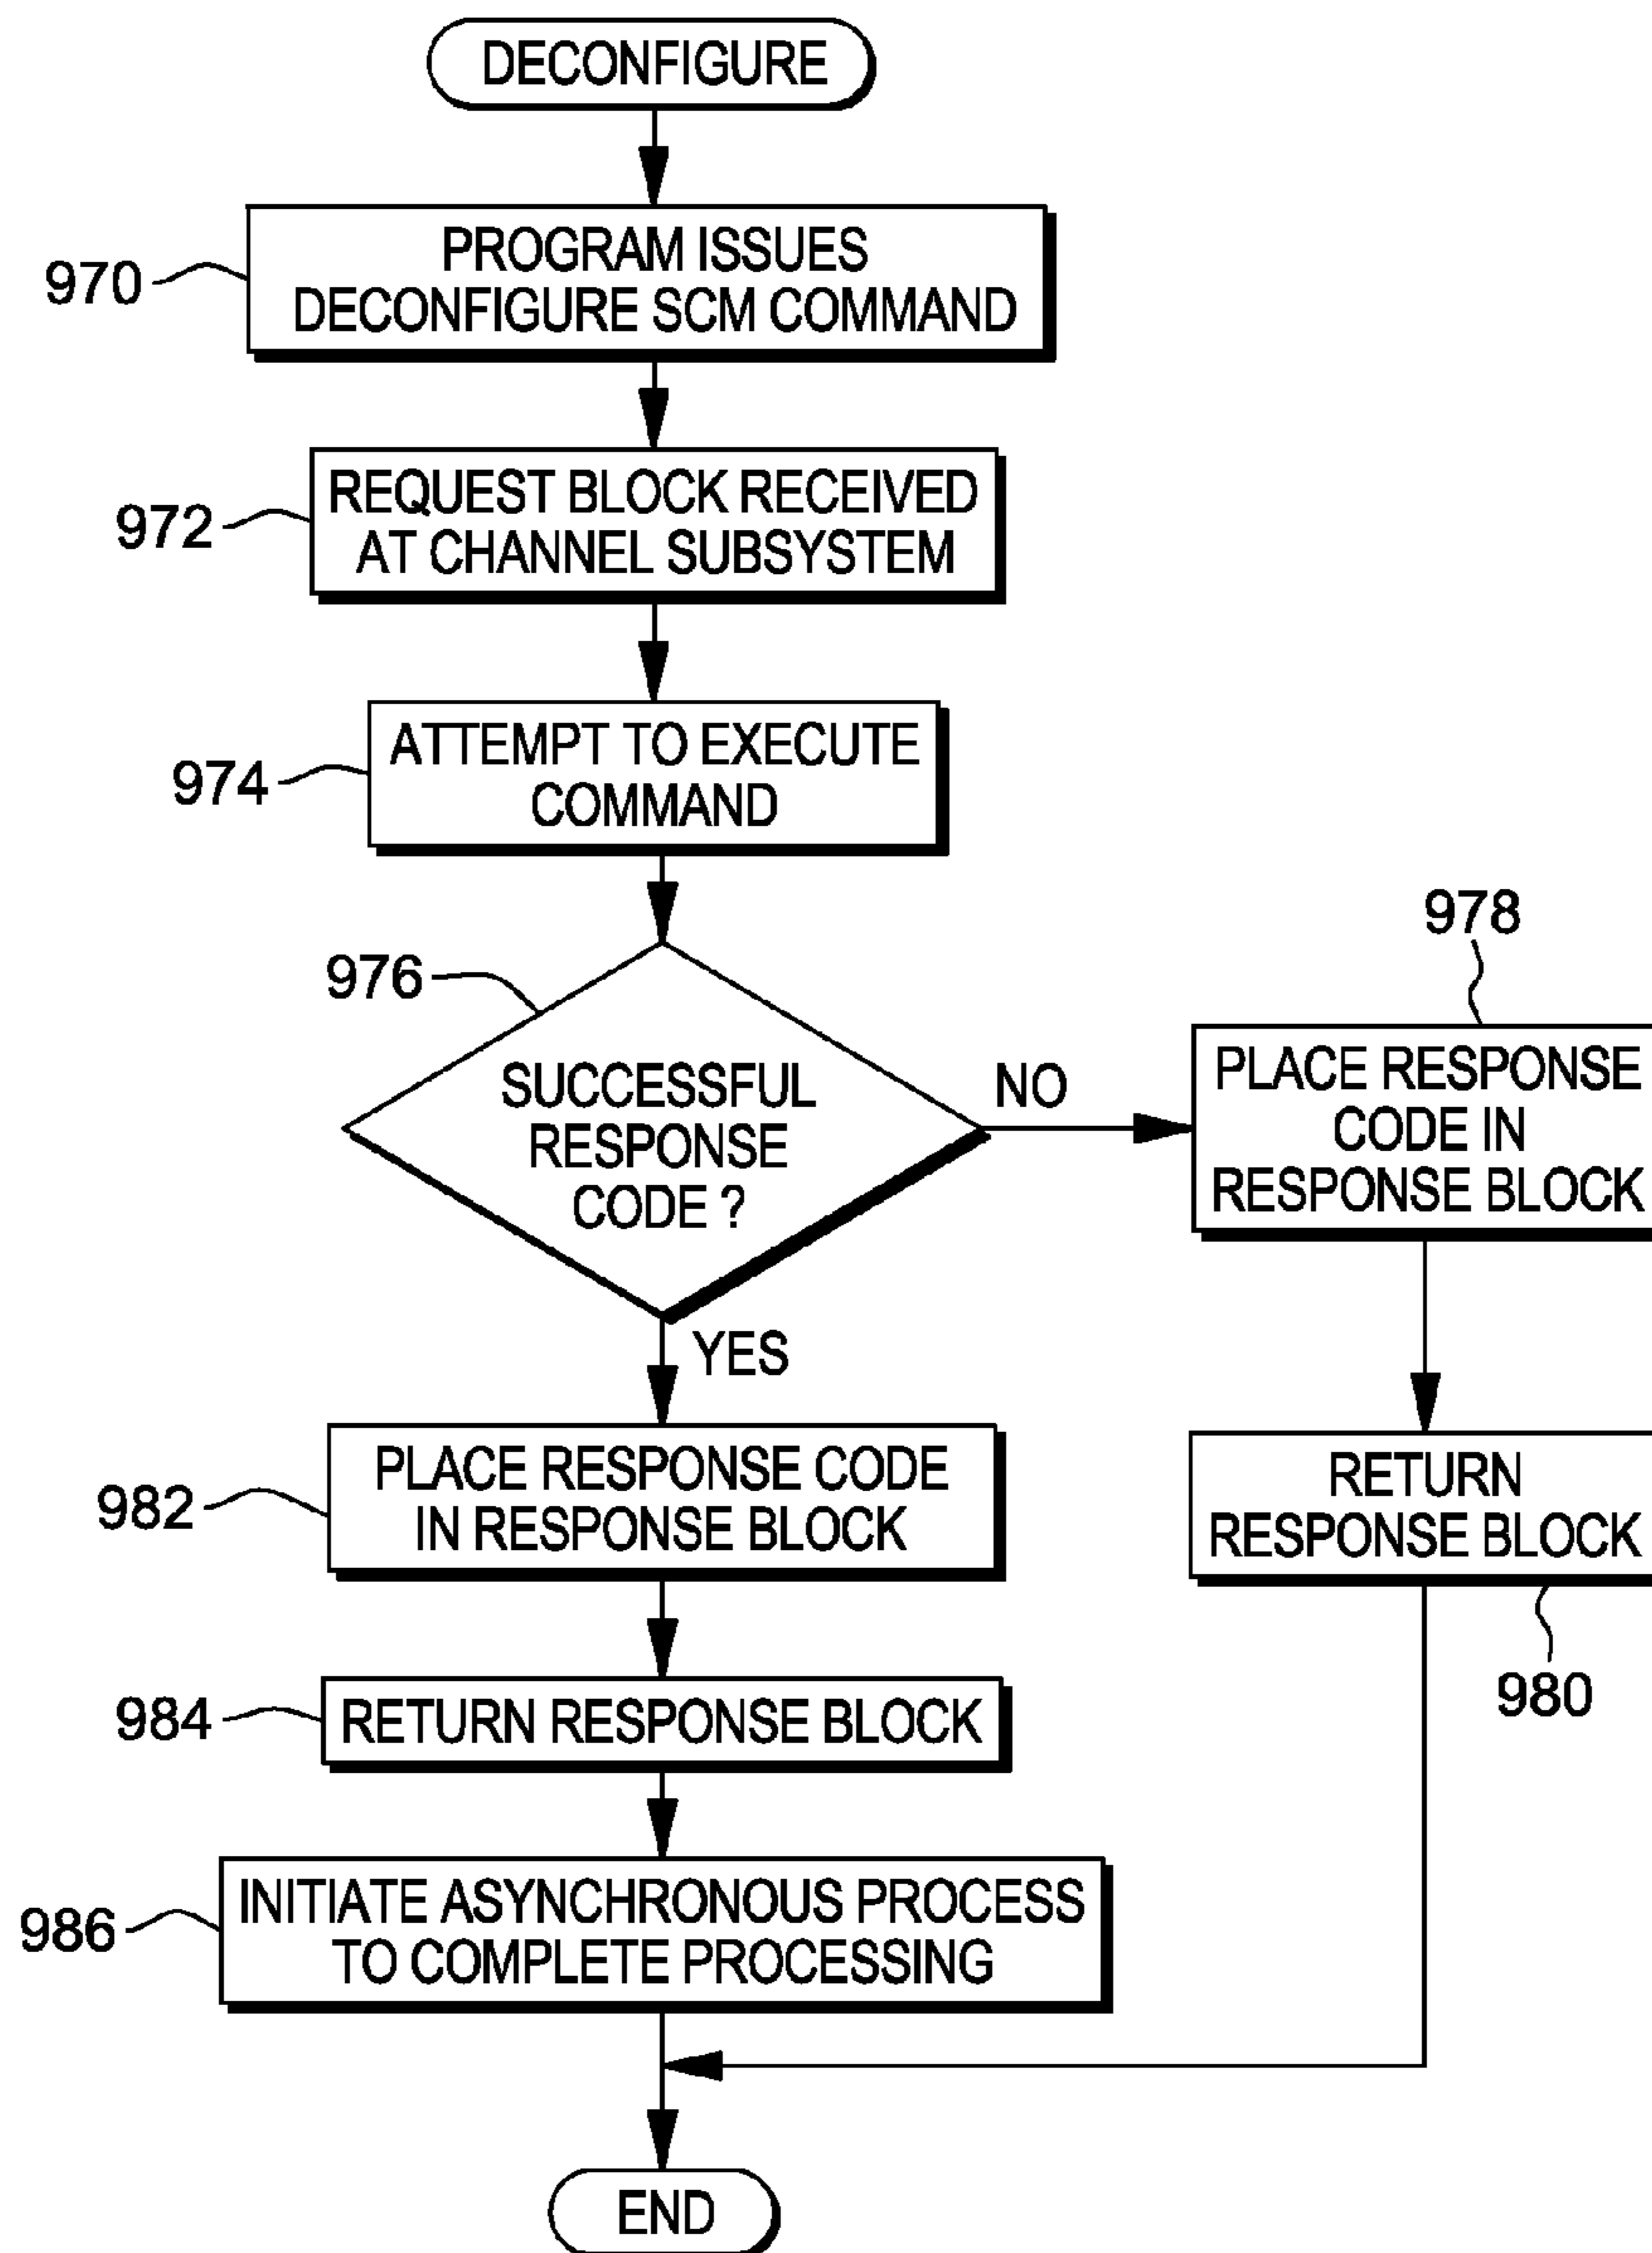 DECONFIGURE
970
PROGRAM ISSUES
DECONFIGURE SCM COMMAND
972
REQUEST BLOCK RECEIVED
AT CHANNEL SUBSYSTEM
974
ATTEMPT TO EXECUTE
COMMAND
976
SUCCESSFUL
RESPONSE
CODE ?
NO
978
PLACE RESPONSE
CODE IN
RESPONSE BLOCK
RETURN
RESPONSE BLOCK
980
YES
982
PLACE RESPONSE CODE
IN RESPONSE BLOCK
984
RETURN RESPONSE BLOCK
986
INITIATE ASYNCHRONOUS PROCESS
TO COMPLETE PROCESSING
END